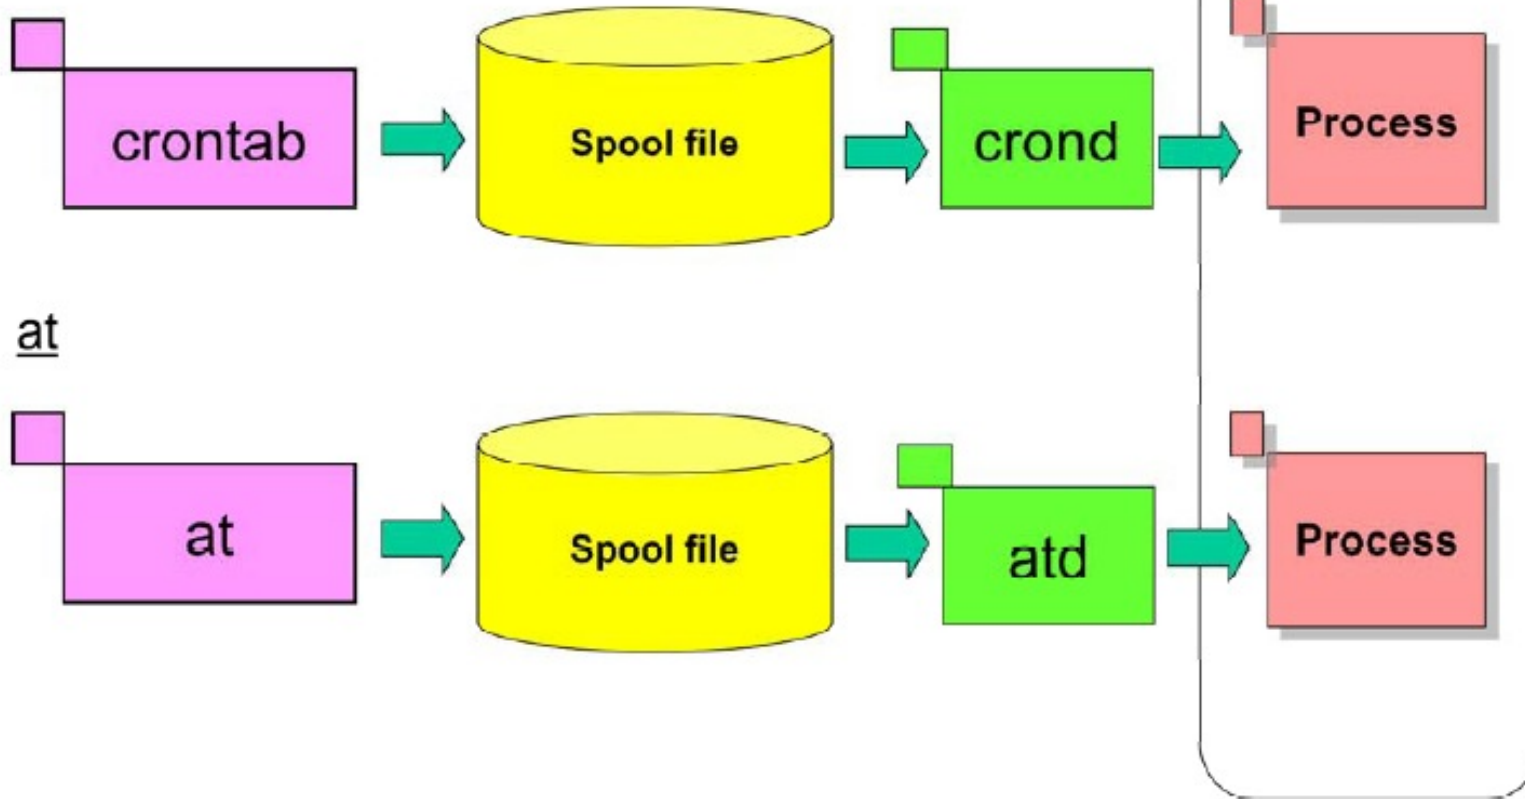 crontab
Spool file
crond
Process
at
at
Spool file
atd
Process